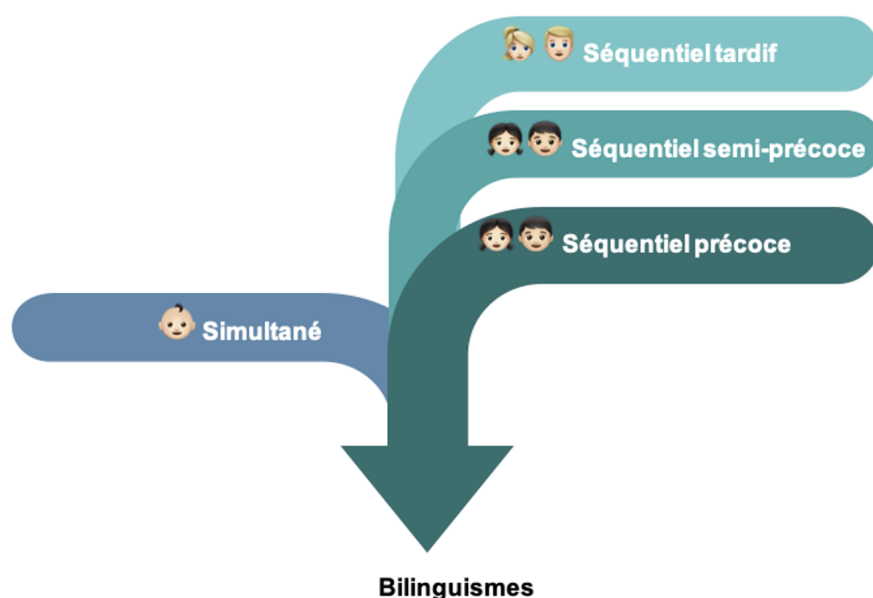 Séquentiel tardif
Séquentiel semi-précoce
Séquentiel précoce
Simultané
Bilinguismes